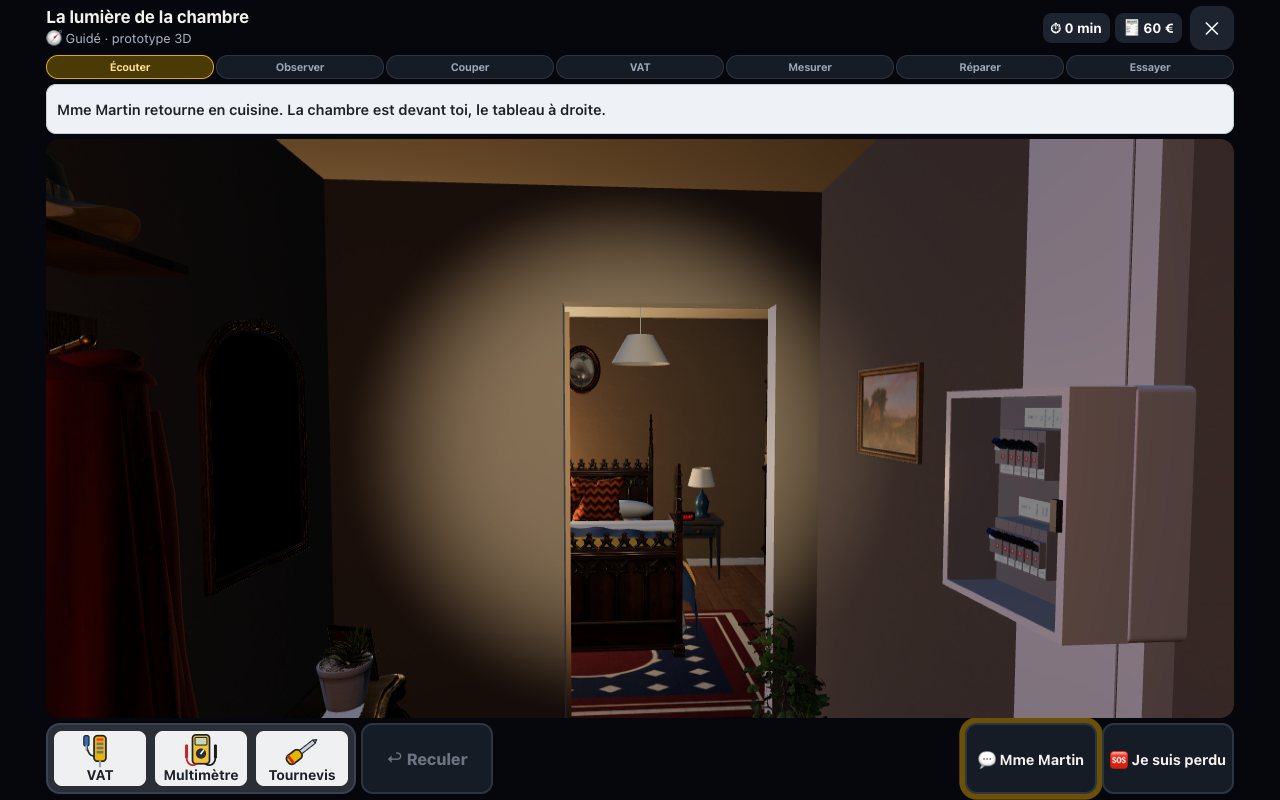 La lumière de la chambre
🧭 Guidé · prototype 3D
⏱ 0 min
🧾 60 €
✕
Écouter
Observer
Couper
VAT
Mesurer
Réparer
Essayer
Mme Martin retourne en cuisine. La chambre est devant toi, le tableau à droite.
VAT
Multimètre
Tournevis
↩ Reculer
💬 Mme Martin
🆘 Je suis perdu